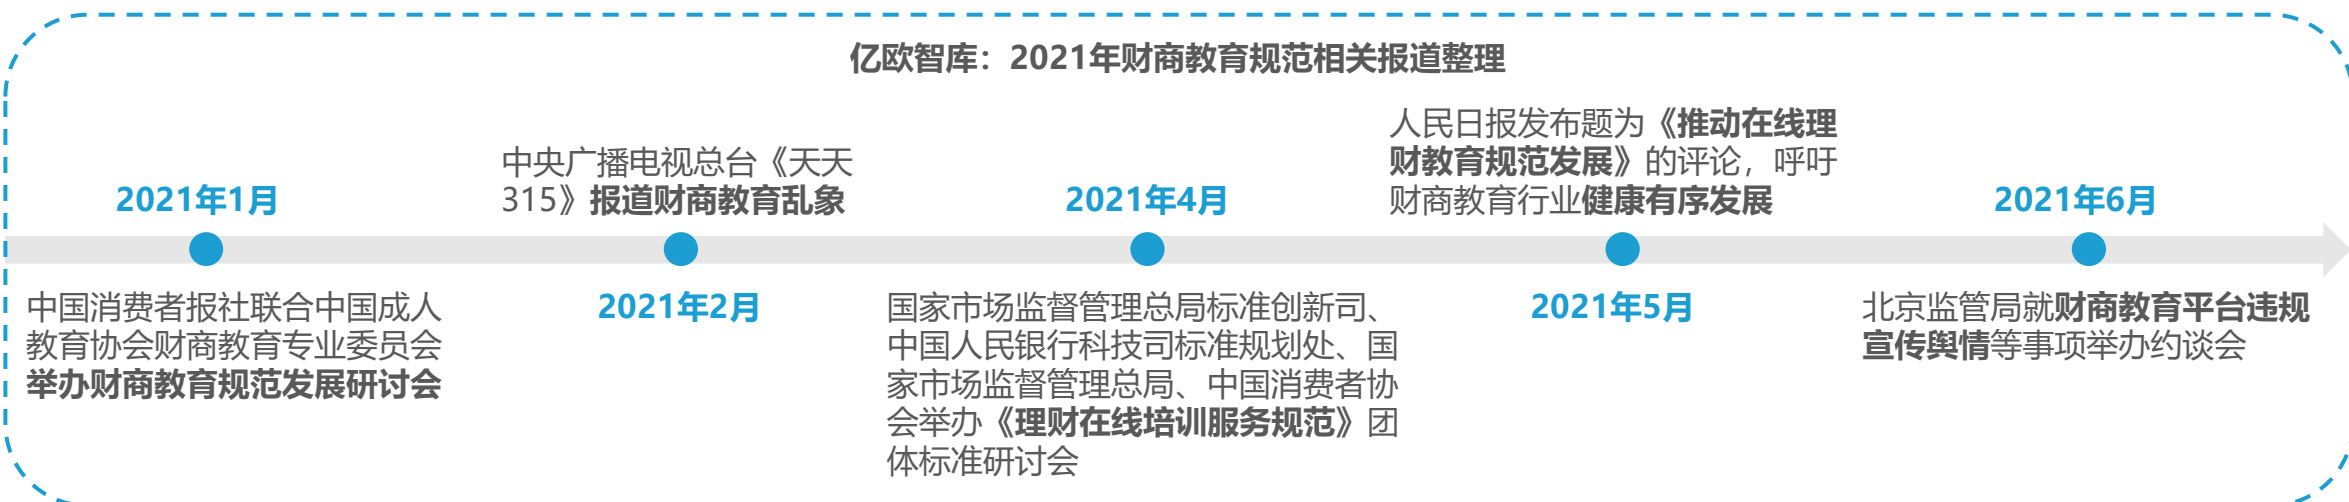 亿欧智库：2021年财商教育规范相关报道整理
2021年1月
中国消费者报社联合中国成人
教育协会财商教育专业委员会
举办财商教育规范发展研讨会
中央广播电视总台《天天
315》报道财商教育乱象
2021年2月
2021年4月
国家市场监督管理总局标准创新司、
中国人民银行科技司标准规划处、国
家市场监督管理总局、中国消费者协
会举办《理财在线培训服务规范》团
体标准研讨会
人民日报发布题为《推动在线理
财教育规范发展》的评论，呼吁
财商教育行业健康有序发展
2021年5月
2021年6月
北京监管局就财商教育平台违规
宣传舆情等事项举办约谈会